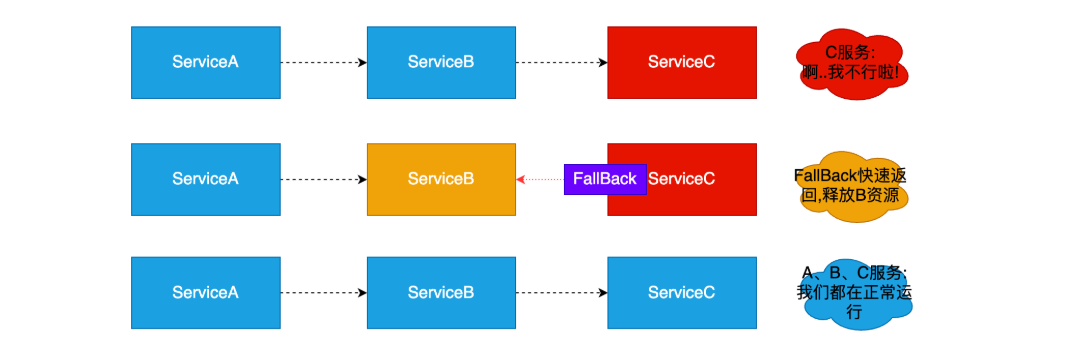 ServiceA
ServiceB
ServiceC
C服务:
啊..我不行啦!
ServiceA
ServiceB
FallBack
ServiceC
FallBack快速返
回,释放B资源
ServiceA
ServiceB
ServiceC
A、B、C服务:
我们都在正常运
行